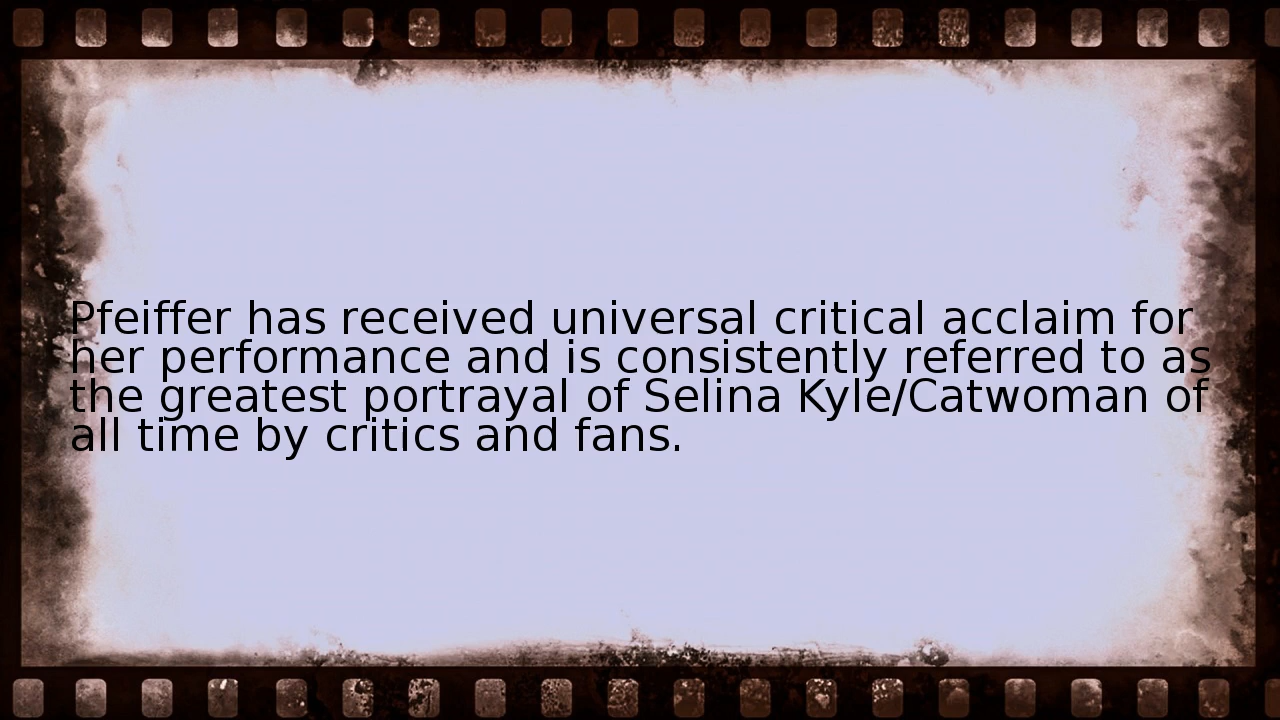 Pfeiffer has received universal critical acclaim for
her performance and is consistently referred to as
the greatest portrayal of Selina Kyle/Catwoman of
all time by critics and fans.